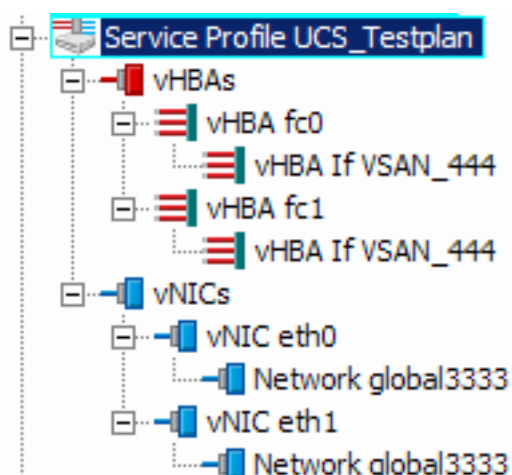 Service Profile UCS_Testplan
vHBAs
vHBA fc0
vHBA If VSAN_444
vHBA fc1
vHBA If VSAN_444
vNICs
vNIC eth0
Network global3333
vNIC eth1
Network global3333